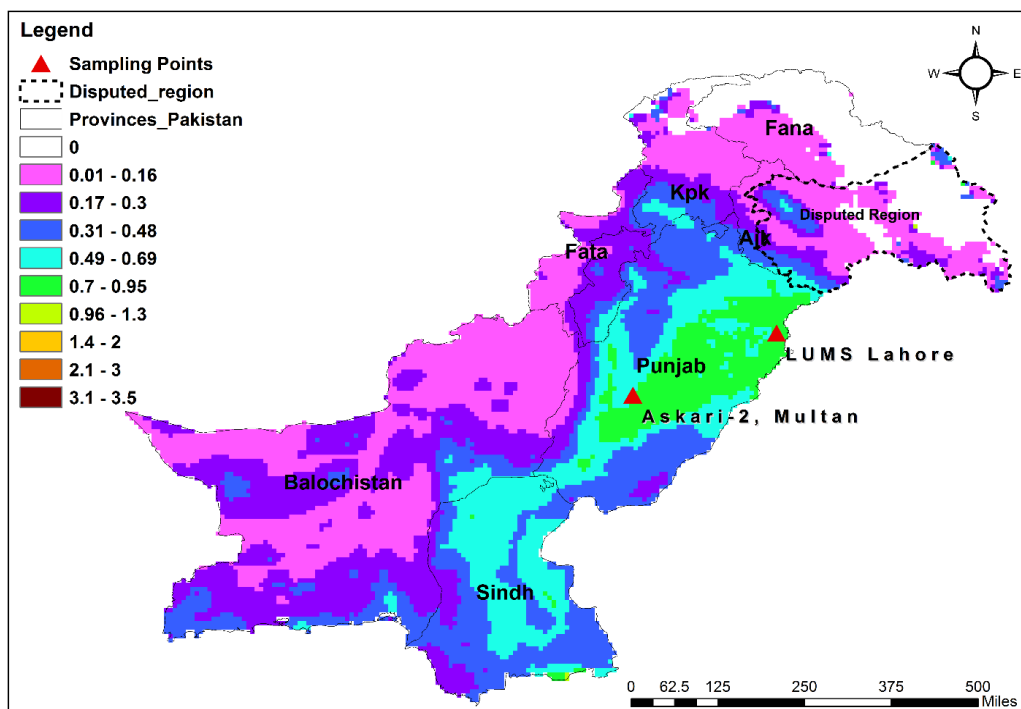 Legend
Sampling Points
Disputed_region
Provinces_Pakistan
0
0.01 - 0.16
0.17 - 0.3
0.31 - 0.48
0.49 - 0.69
0.7 - 0.95
0.96 - 1.3
1.4 - 2
2.1 - 3
3.1 - 3.5
N
W E
S
Fana
Kpk
Disputed Region
Ajk
Fata
LUMS Lahore
Punjab
Askari-2, Multan
Balochistan
Sindh
0 62.5 125 250 375 500
Miles